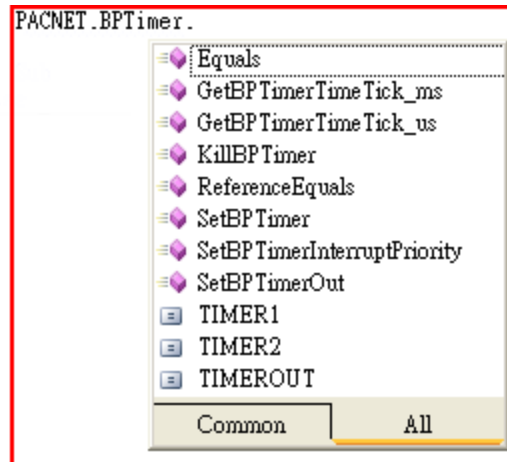 PACNET.BPTimer.
Equals
GetBPTimerTimeTick_ms
GetBPTimerTimeTick_us
KillBPTimer
ReferenceEquals
SetBPTimer
SetBPTimerInterruptPriority
SetBPTimerOut
TIMER1
TIMER2
TIMEROUT
Common All